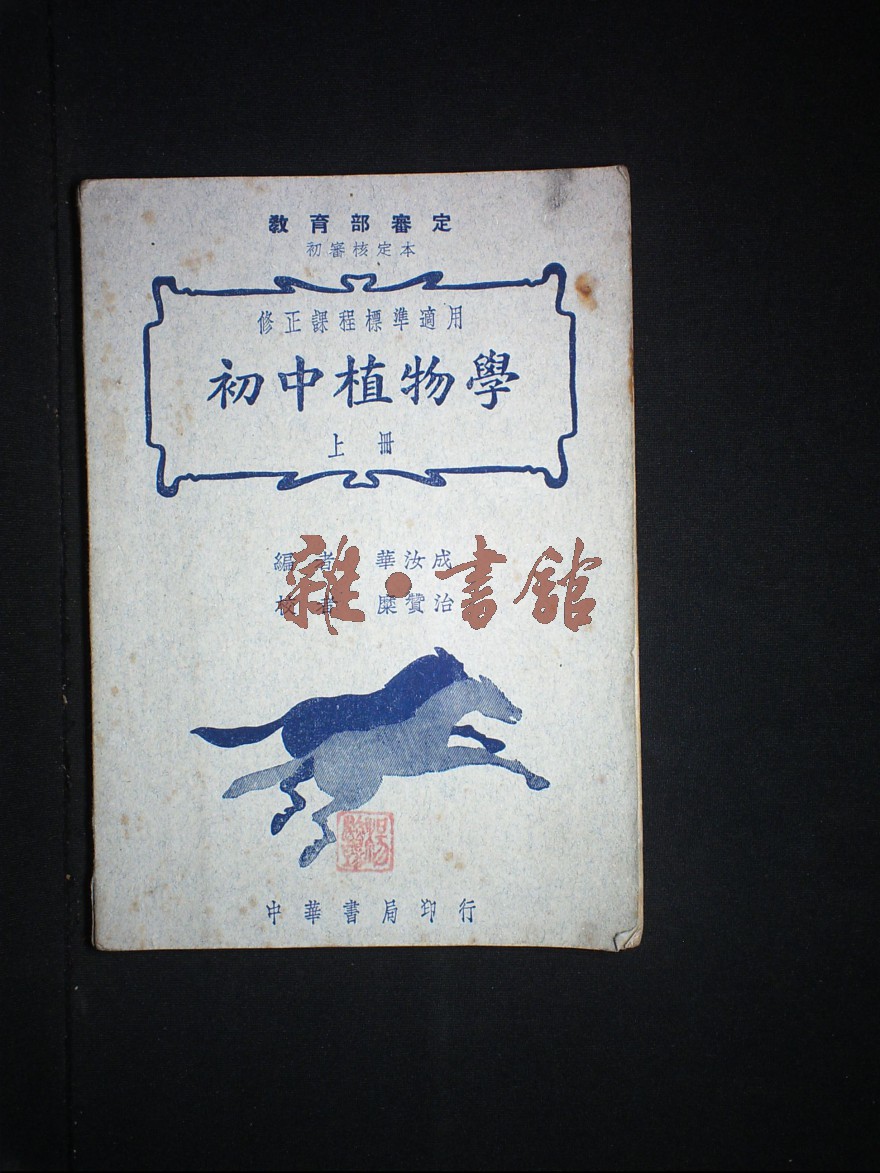 教育部審定
初審核定本
修正課程標準適用
初中植物學
上冊
編者 華汝成
校者 糜贊治
雜·書館
中華書局印行